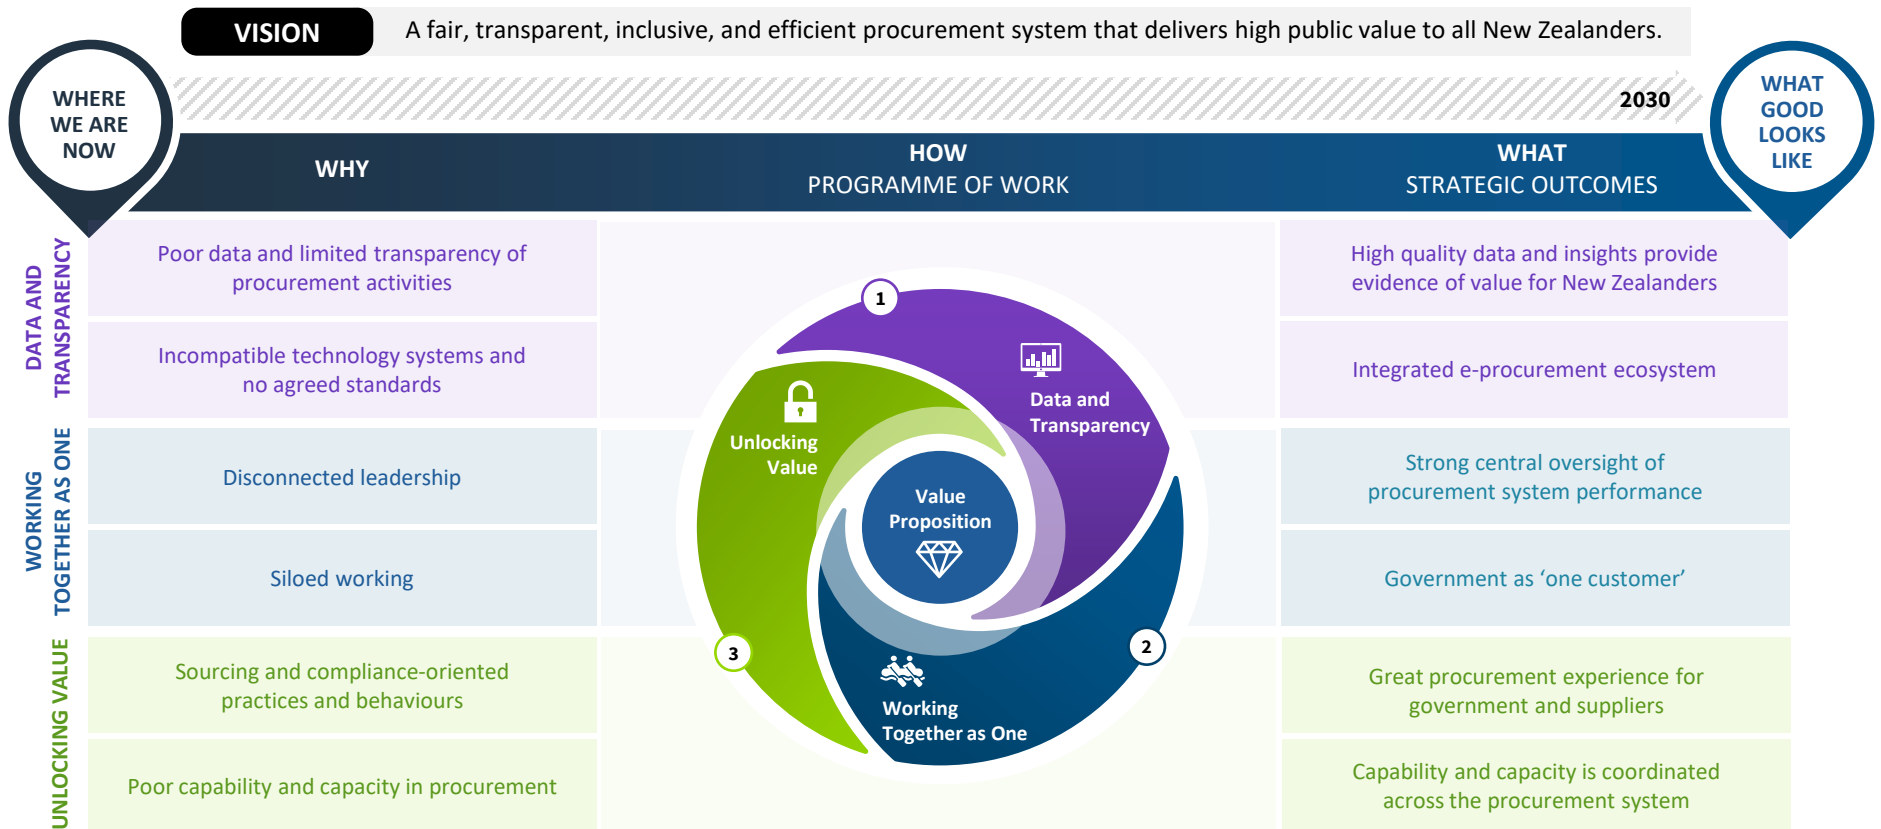 VISION
A fair, transparent, inclusive, and efficient procurement system that delivers high public value to all New Zealanders.
WHERE
WE ARE
NOW
2030
WHAT
GOOD
LOOKS
LIKE
WHY
HOW
PROGRAMME OF WORK
WHAT
STRATEGIC OUTCOMES
DATA AND
TRANSPARENCY
Poor data and limited transparency of
procurement activities
Incompatible technology systems and
no agreed standards
High quality data and insights provide
evidence of value for New Zealanders
Integrated e-procurement ecosystem
WORKING
TOGETHER AS ONE
Disconnected leadership
Siloed working
Strong central oversight of
procurement system performance
Government as ‘one customer’
UNLOCKING VALUE
Sourcing and compliance-oriented
practices and behaviours
Poor capability and capacity in procurement
Great procurement experience for
government and suppliers
Capability and capacity is coordinated
across the procurement system
1
Data and
Transparency
2
Working
Together as One
3
Unlocking
Value
Value
Proposition